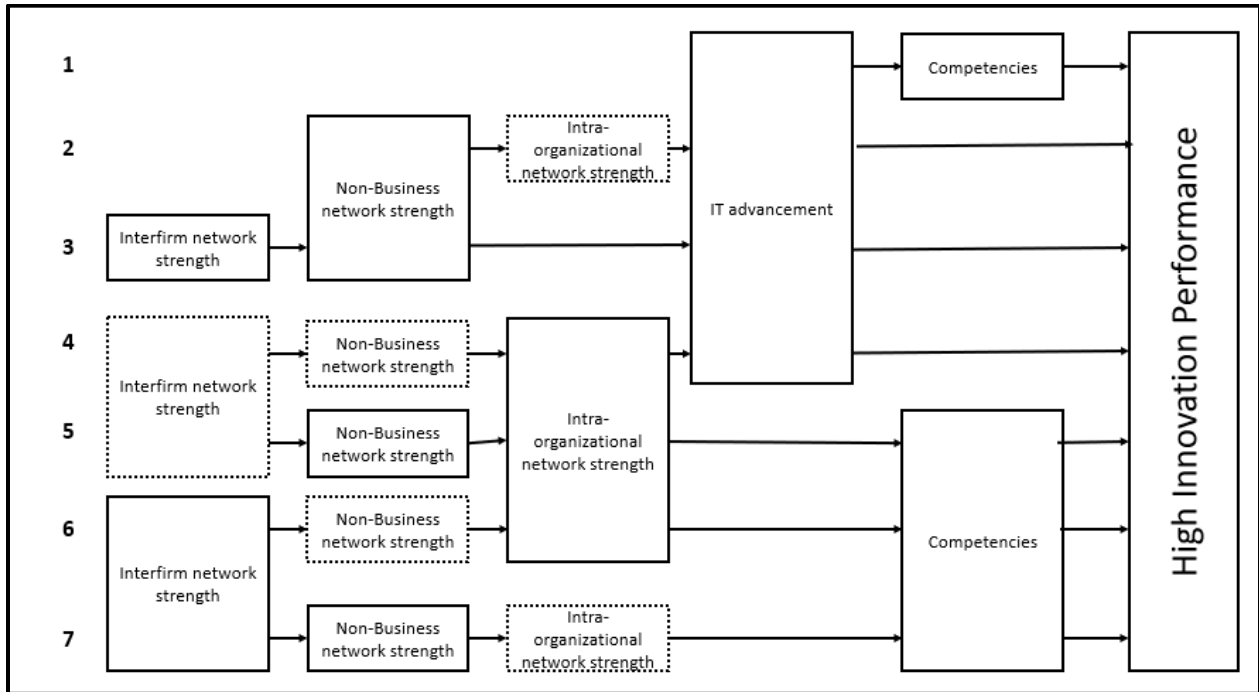 1
Competencies
2
Intra-
organizational
network strength
Non-Business
network strength
IT advancement
3
Interfirm network
strength
4
Non-Business
network strength
Interfirm network
strength
Intra-
organizational
network strength
5
Non-Business
network strength
6
Non-Business
network strength
Competencies
Interfirm network
strength
7
Non-Business
network strength
Intra-
organizational
network strength
High Innovation Performance